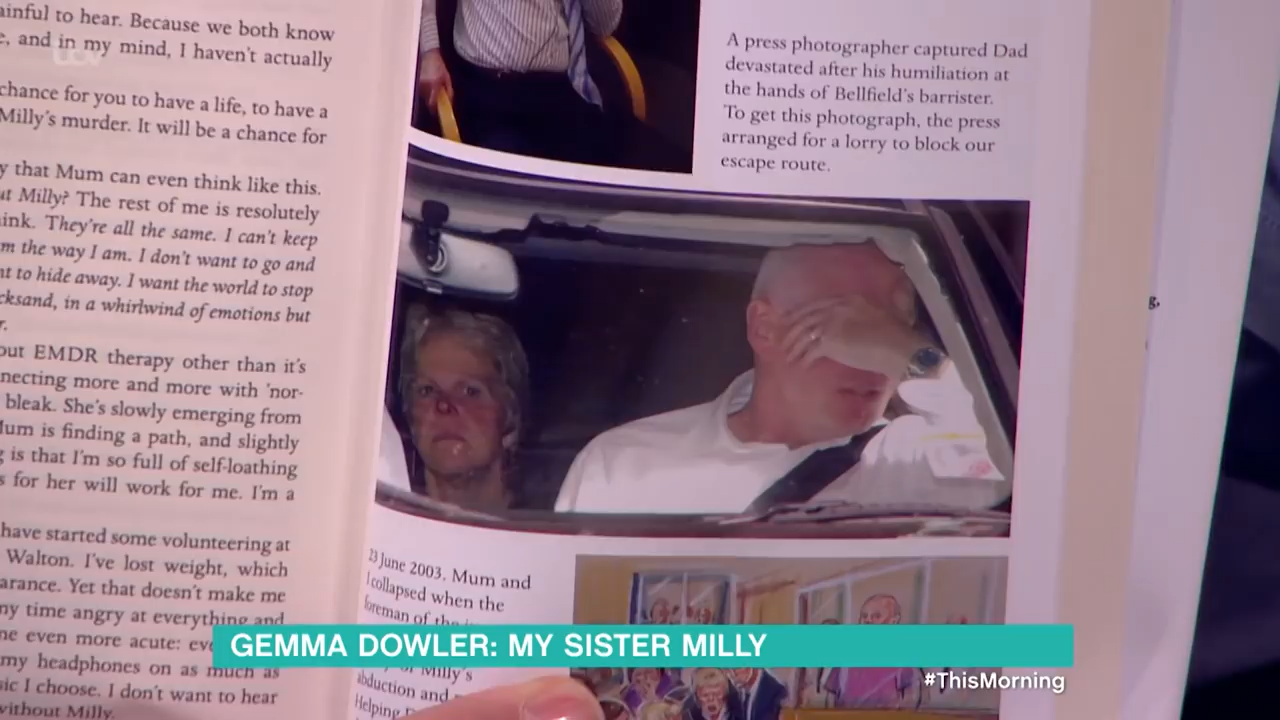 ainful to hear. Because we both know
, and in my mind, I haven't actually
chance for you to have a life, to have a
Milly's murder. It will be a chance for
y that Mum can even think like this.
ut Milly? The rest of me is resolutely
ink. They're all the same. I can't keep
m the way I am. I don't want to go and
nt to hide away. I want the world to stop
cksand, in a whirlwind of emotions but
r.
out EMDR therapy other than it's
necting more and more with 'nor-
bleak. She's slowly emerging from
Mum is finding a path, and slightly
g is that I'm so full of self-loathing
s for her will work for me. I'm a
have started some volunteering at
Walton. I've lost weight, which
arance. Yet that doesn't make me
my time angry at everything and
ne even more acute: eve
my headphones on as much as
sic I choose. I don't want to hear
without Milly.
itv
A press photographer captured Dad
devastated after his humiliation at
the hands of Bellfield's barrister.
To get this photograph, the press
arranged for a lorry to block our
escape route.
23 June 2003. Mum and
I collapsed when the
foreman of the
of Milly's
abduction and
Helping
g,
GEMMA DOWLER: MY SISTER MILLY
#ThisMorning